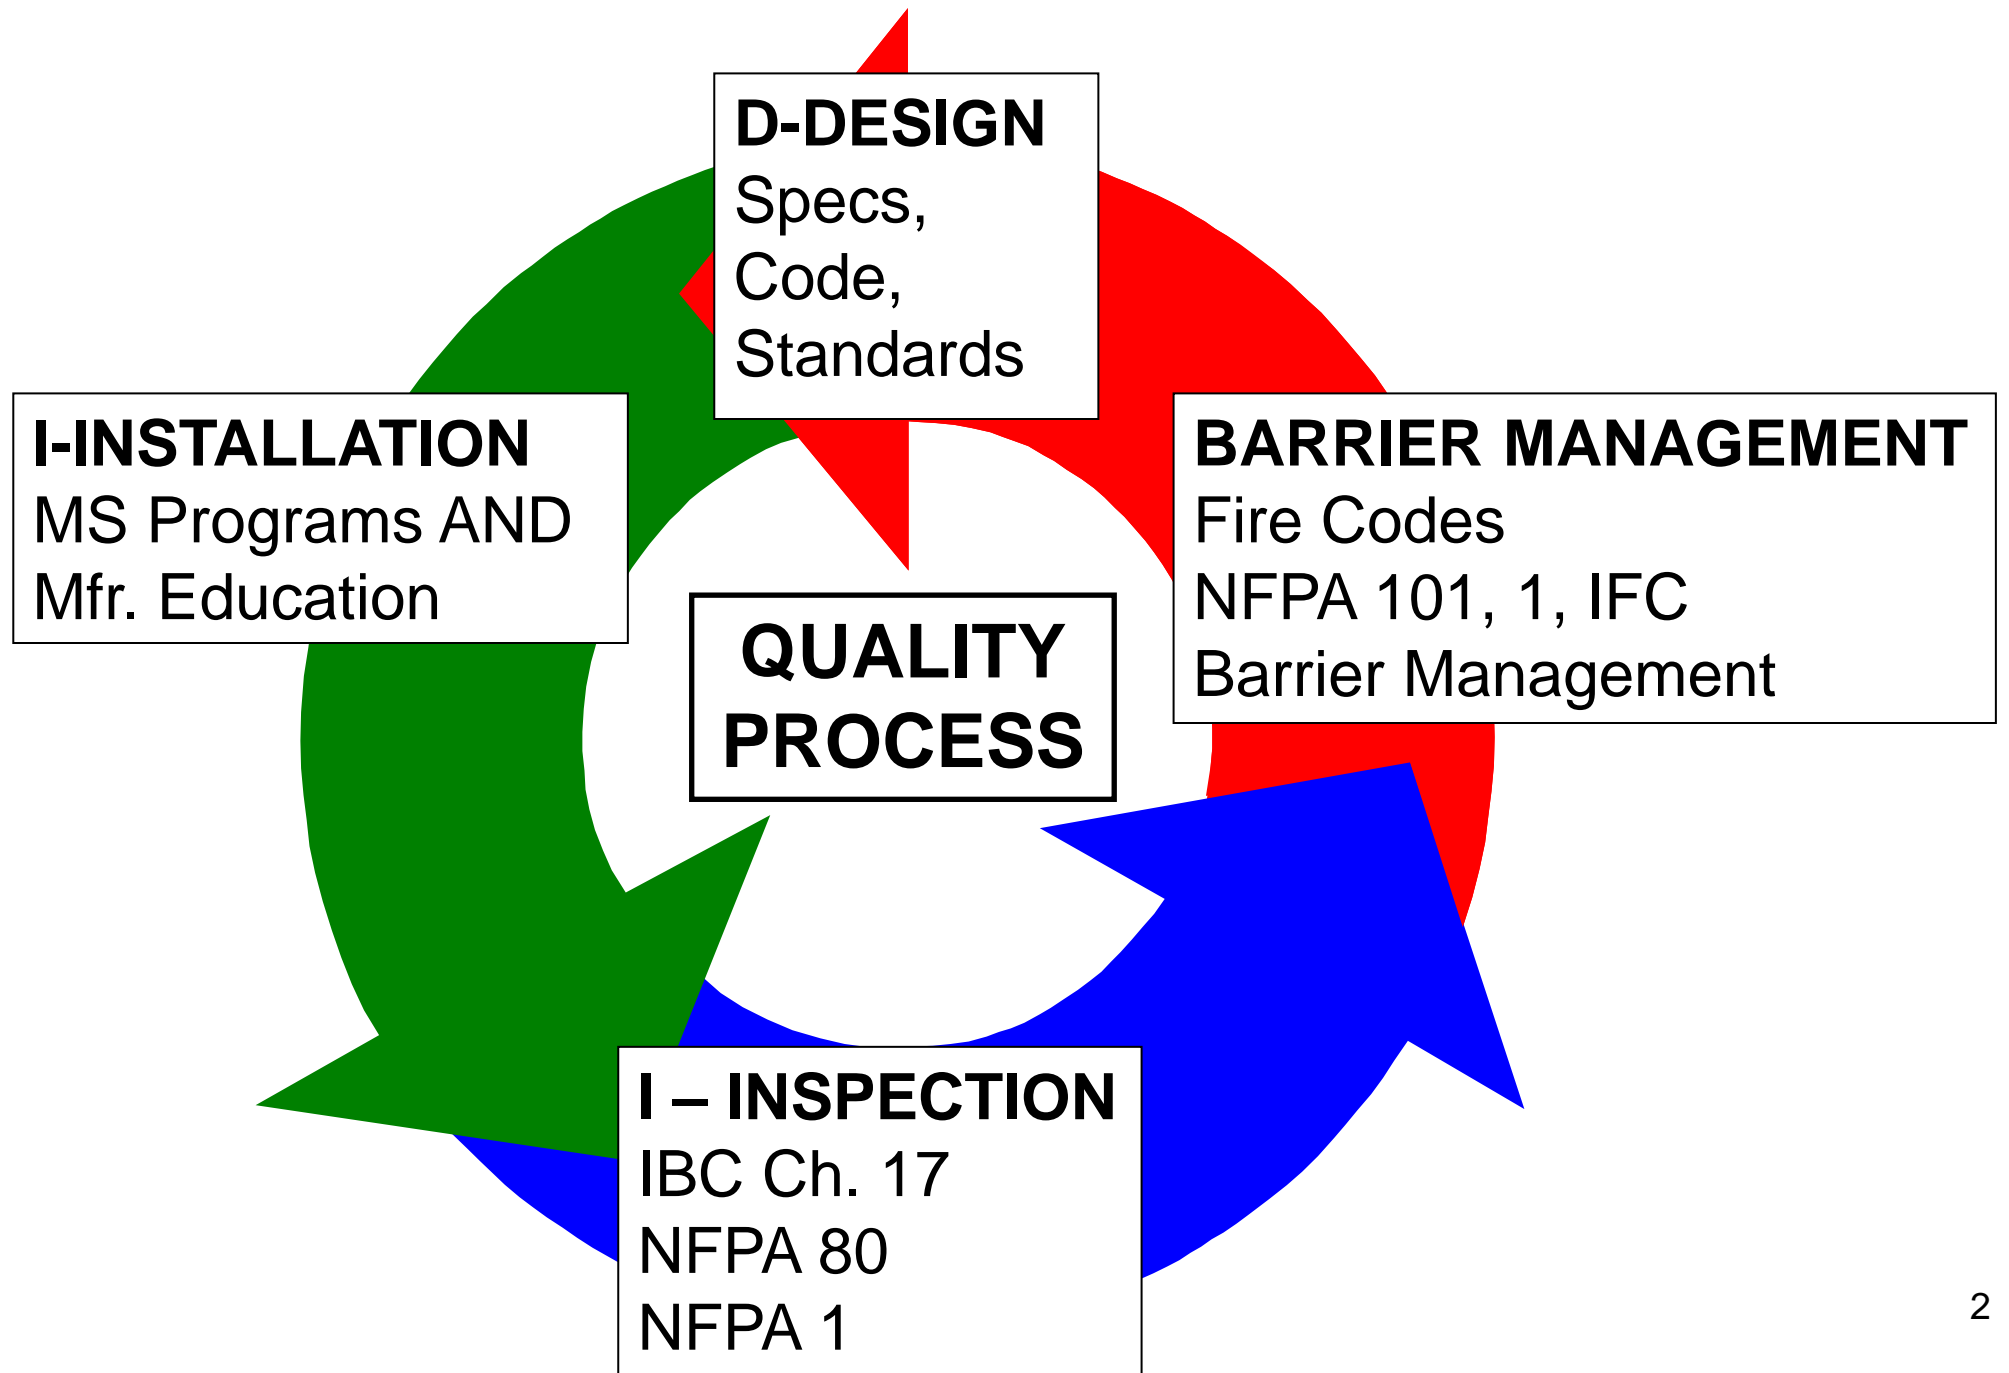 D-DESIGN
Specs,
Code,
Standards
I-INSTALLATION
MS Programs AND
Mfr. Education
BARRIER MANAGEMENT
Fire Codes
NFPA 101, 1, IFC
Barrier Management
QUALITY
PROCESS
I – INSPECTION
IBC Ch. 17
NFPA 80
NFPA 1
2